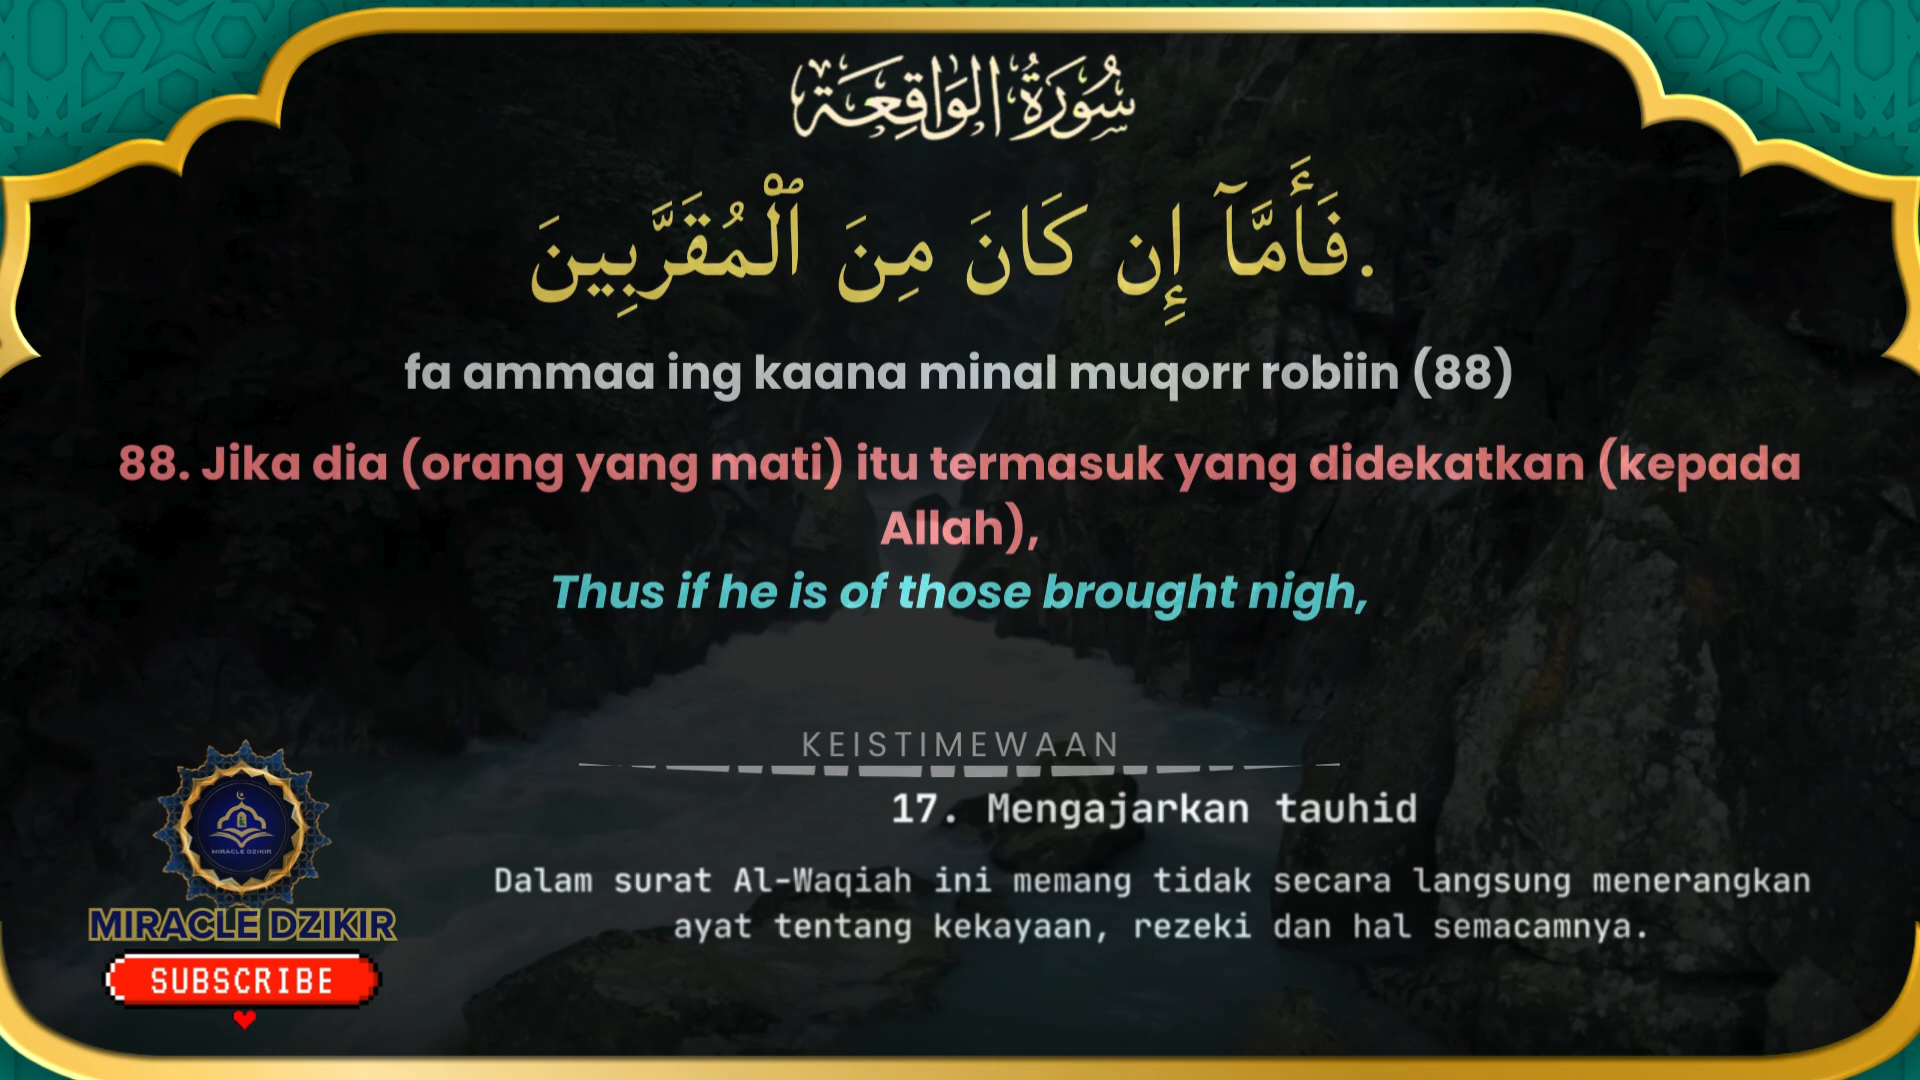 سُورَةُ الوَاقِعَة
فَأَمَّآ إِن كَانَ مِنَ ٱلْمُقَرَّبِينَ.
fa ammaa ing kaana minal muqorr robiin (88)
88. Jika dia (orang yang mati) itu termasuk yang didekatkan (kepada
Allah),
Thus if he is of those brought nigh,
KEISTIMEWAAN
17. Mengajarkan tauhid
Dalam surat Al-Waqiah ini memang tidak secara langsung menerangkan
ayat tentang kekayaan, rezeki dan hal semacamnya.
MIRACLE DZIKIR
MIRACLE DZIKIR
SUBSCRIBE